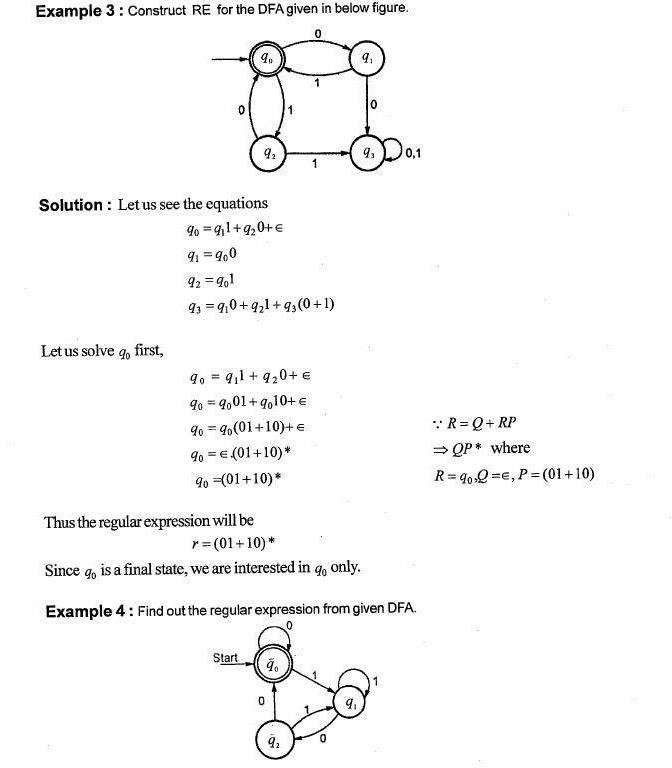 Example 3 : Construct RE for the DFA given in below figure.
0
q₀ q₁
1
0 1 0
q₂ q₃ 0,1
1
Solution : Let us see the equations
q₀ = q₁1 + q₂0 + ∈
q₁ = q₀0
q₂ = q₀1
q₃ = q₁0 + q₂1 + q₃(0 + 1)
Let us solve q₀ first,
q₀ = q₁1 + q₂0 + ∈
q₀ = q₀01 + q₀10 + ∈
q₀ = q₀(01 + 10) + ∈ ∵ R = Q + RP
q₀ = ∈.(01 + 10) * ⇒ QP * where
q₀ = (01 + 10) * R = q₀, Q = ∈, P = (01 + 10)
Thus the regular expression will be
r = (01 + 10) *
Since q₀ is a final state, we are interested in q₀ only.
Example 4 : Find out the regular expression from given DFA.
0
Start q₀
1 1
0 q₁
1
q₂ 0